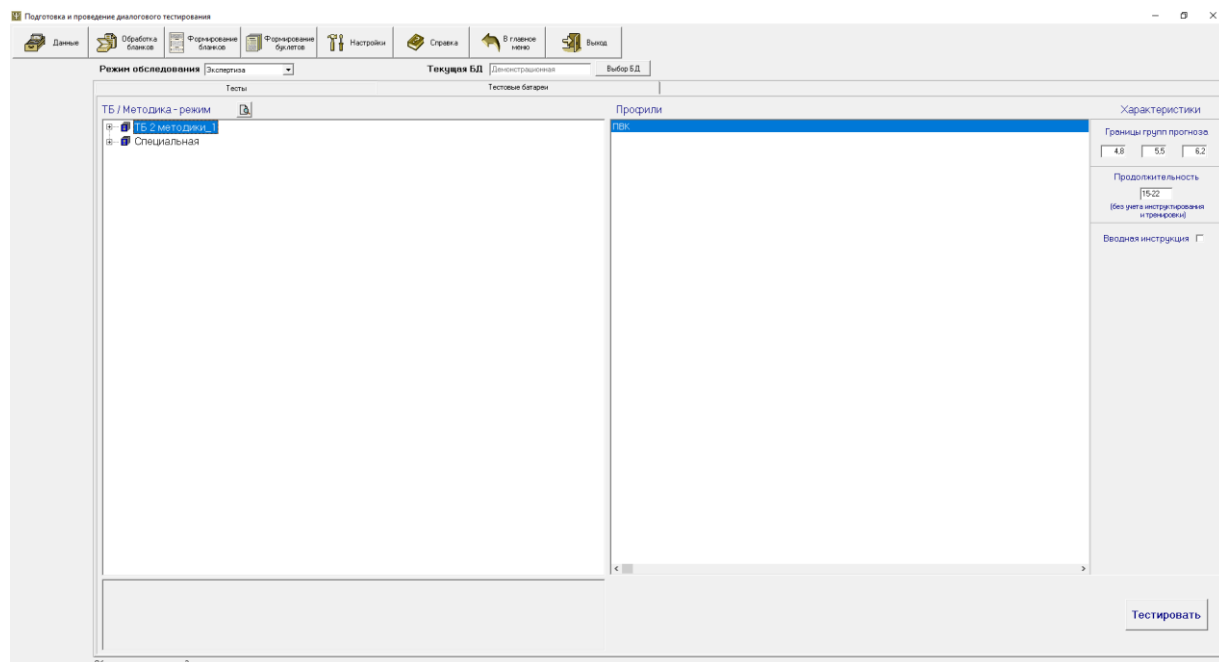 Подготовка и проведение диалогового тестирования
Данные
Обработка бланков
Формирование бланков
Формирование буклетов
Настройки
Справка
В главное меню
Выход
Режим обследования Экспертиза
Текущая БД Демонстрационная
Выбор БД
Тесты
Тестовые батареи
ТБ / Методика - режим
Профили
Характеристики
ТБ 2 методики_1
Специальная
ПВК
Границы групп прогноза
4,8 5,5 6,2
Продолжительность
15-22
(без учета инструктирования
и тренировки)
Вводная инструкция
Тестировать